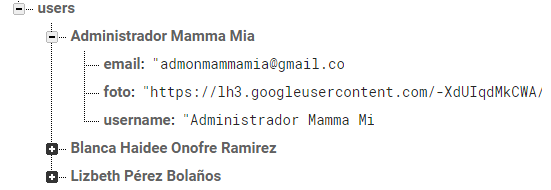 users
Administrador Mamma Mia
email: "admonmammamia@gmail.co
foto: "https://lh3.googleusercontent.com/-XdUIqdMkCWA/
username: "Administrador Mamma Mi
Blanca Haidee Onofre Ramirez
Lizbeth Pérez Bolaños